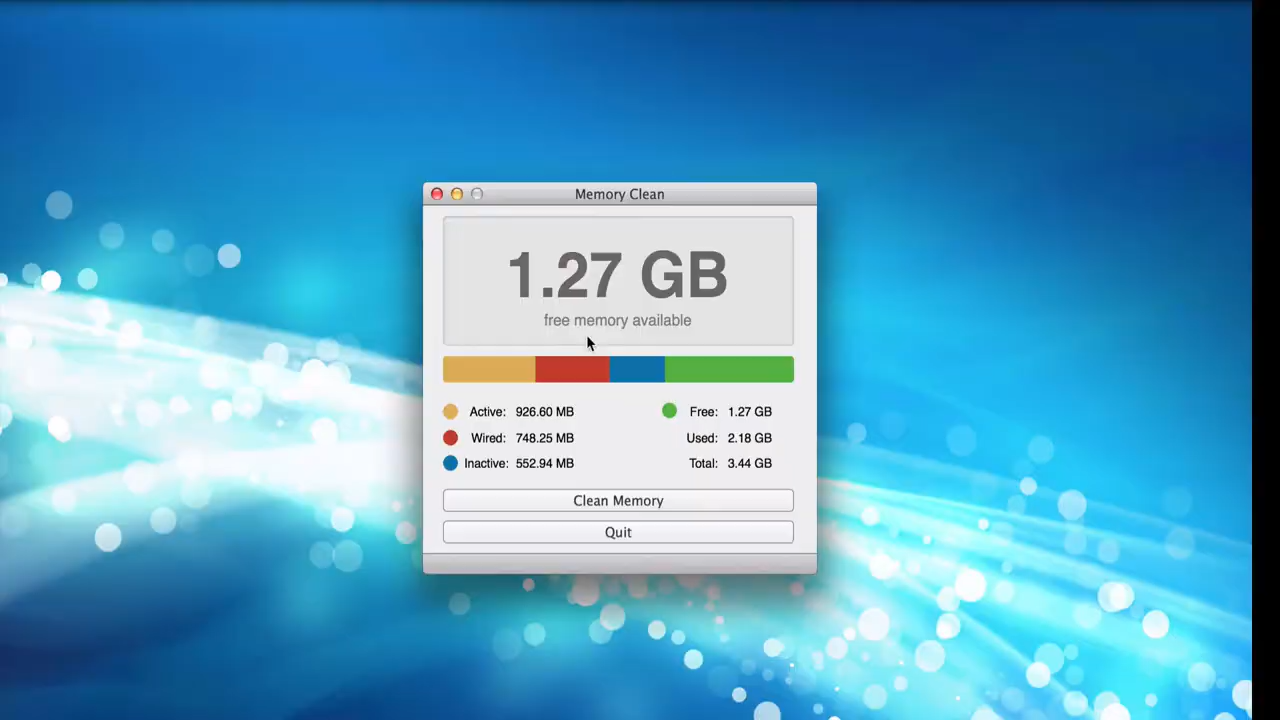 Memory Clean
1.27 GB
free memory available
Active: 926.60 MB Free: 1.27 GB
Wired: 748.25 MB Used: 2.18 GB
Inactive: 552.94 MB Total: 3.44 GB
Clean Memory
Quit